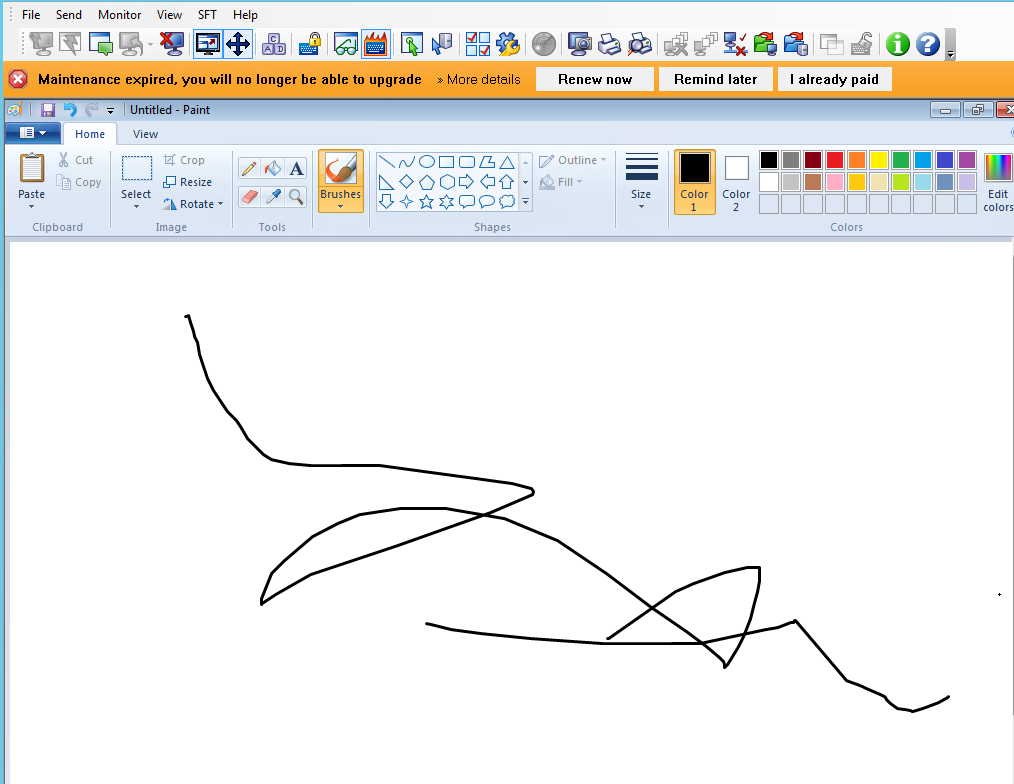 File Send Monitor View SFT Help
Maintenance expired, you will no longer be able to upgrade » More details Renew now Remind later I already paid
Untitled - Paint
Home View
Paste Cut Copy Select Crop Resize Rotate A Brushes Outline Fill Size Color 1 Color 2 Edit colors
Clipboard Image Tools Shapes Colors